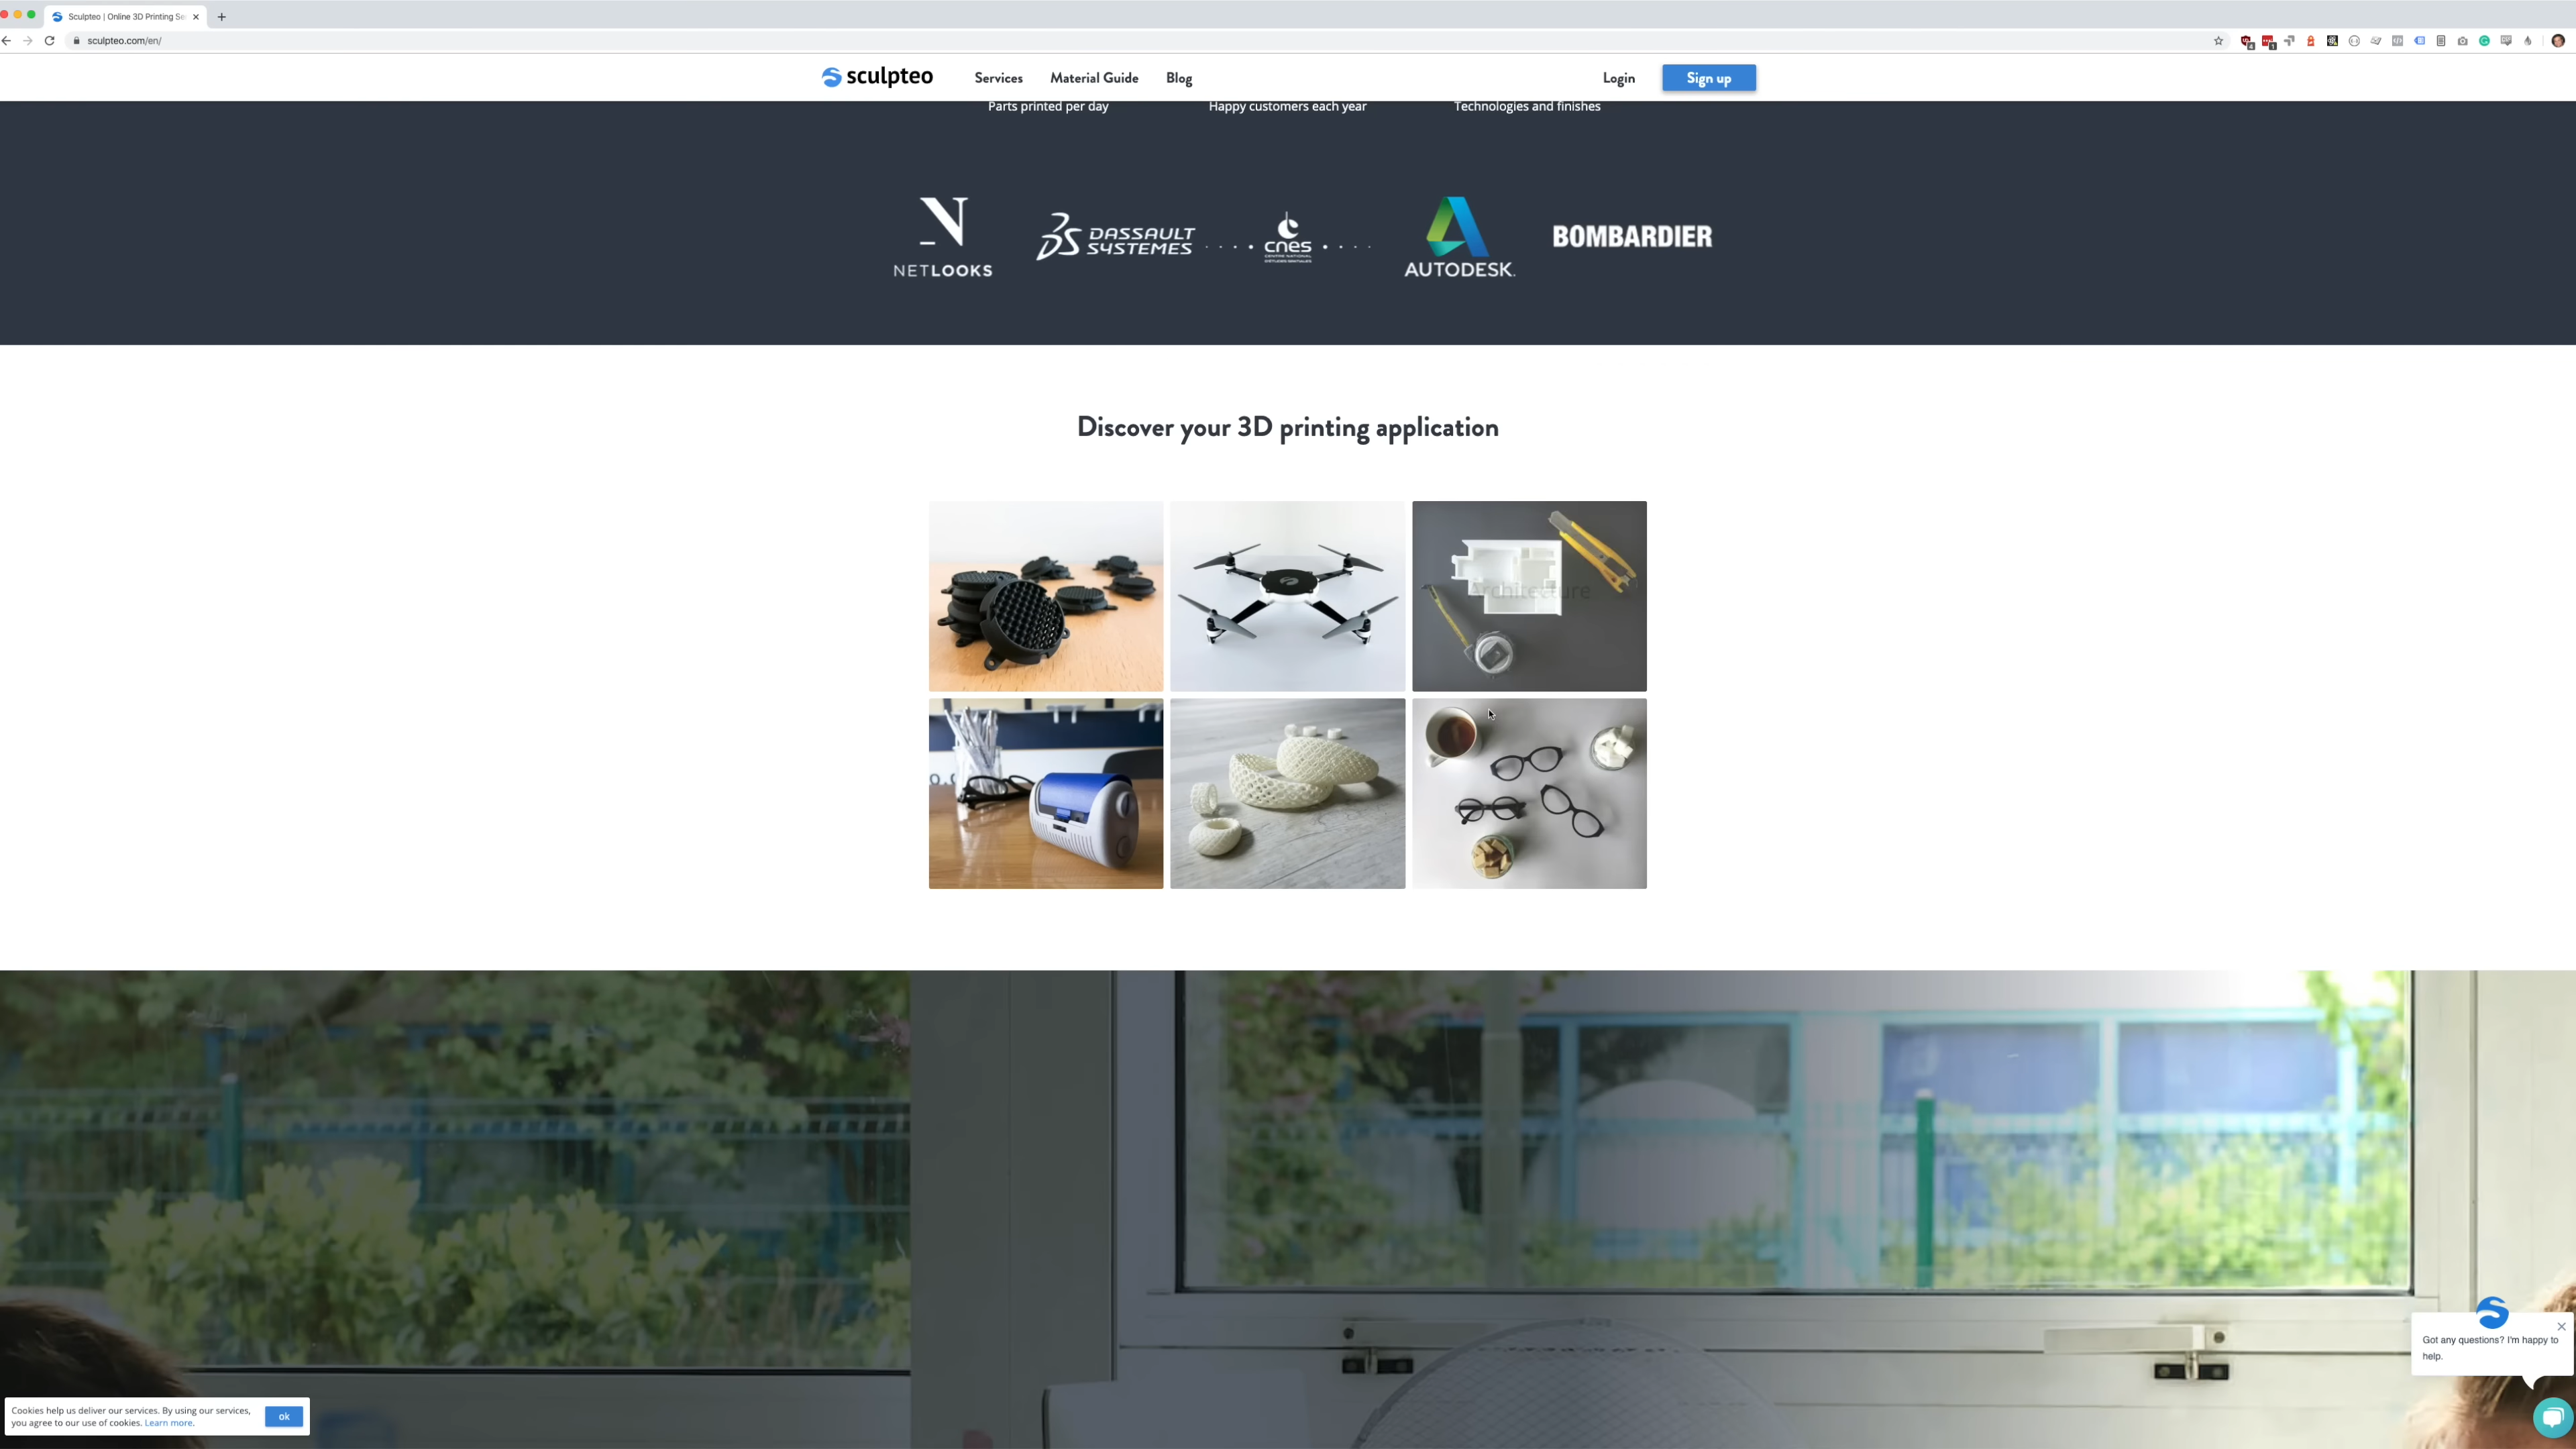 Sculpteo | Online 3D Printing Se
sculpteo.com/en/
sculpteo
Services
Material Guide
Blog
Login
Sign up
Parts printed per day
Happy customers each year
Technologies and finishes
NETLOOKS
DASSAULT
SYSTEMES
cnes
AUTODESK.
BOMBARDIER
Discover your 3D printing application
Architecture
Got any questions? I'm happy to
help.
Cookies help us deliver our services. By using our services,
you agree to our use of cookies. Learn more.
ok